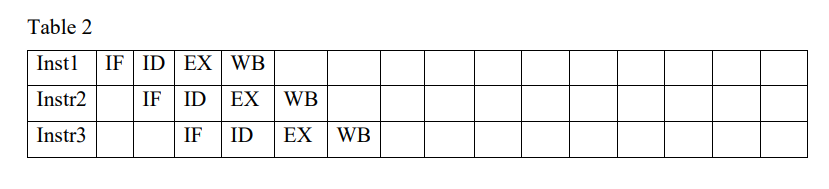 Table 2
Inst1 IF ID EX WB
Instr2 IF ID EX WB
Instr3 IF ID EX WB